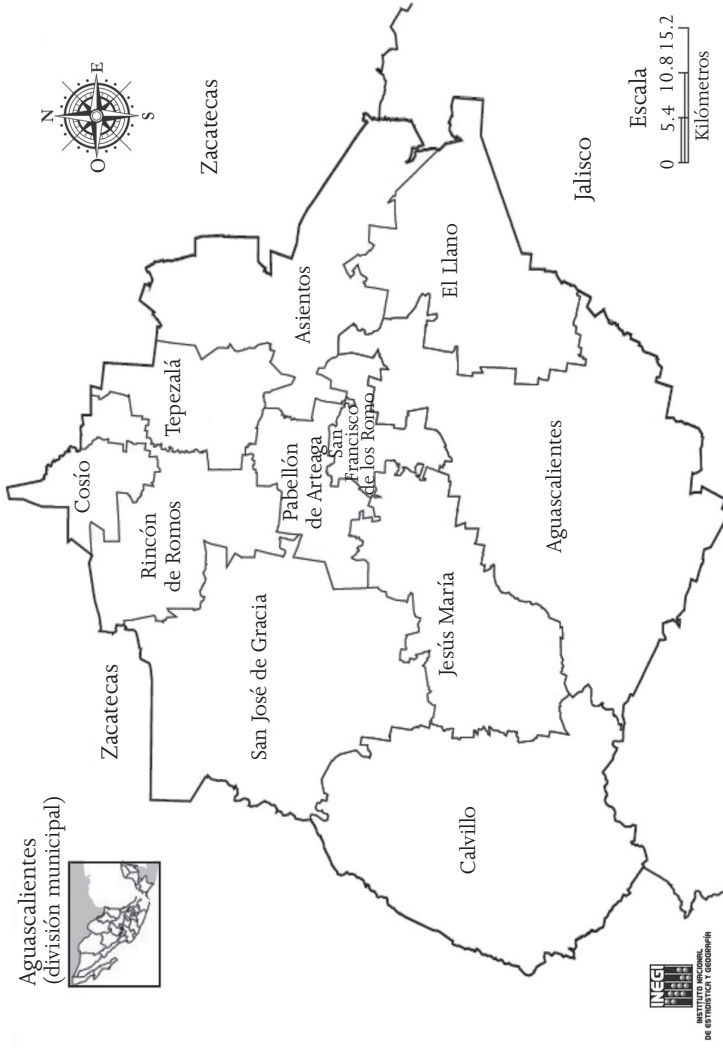 Aguascalientes
(división municipal)
N
O
E
S
Zacatecas
Zacatecas
Cosío
Rincón
de Romos
Tepezalá
Asientos
San José de Gracia
Pabellón
de Arteaga
San
Francisco
de los Romo
El Llano
Jesús María
Calvillo
Aguascalientes
Jalisco
Escala
0 5.4 10.8 15.2
Kilómetros
INEGI
INSTITUTO NACIONAL
DE ESTADÍSTICA Y GEOGRAFÍA